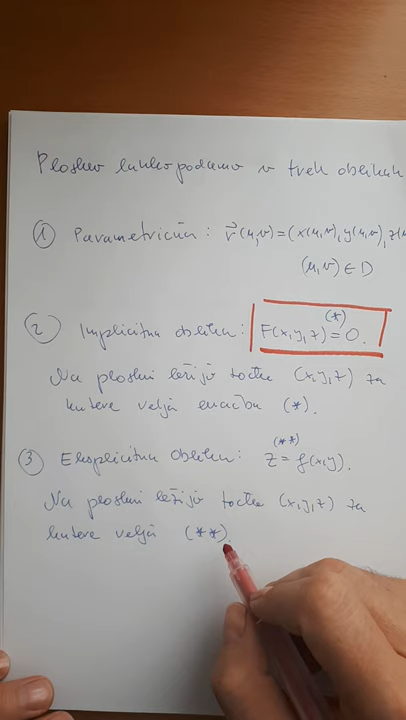 Ploskev lahko podamo v treh oblikah
① Parametrična: r⃗(u,v)=(x(u,v), y(u,v), z(u
(u,v) ∈ D
② Implicitna oblika: F(x,y,z) = 0.
(*)
Na ploskvi ležijo točke (x,y,z) za
katere velja enačba (*).
③ Eksplicitna oblika: z = f(x,y).
(**)
Na ploskvi ležijo točke (x,y,z) za
katere velja (**).